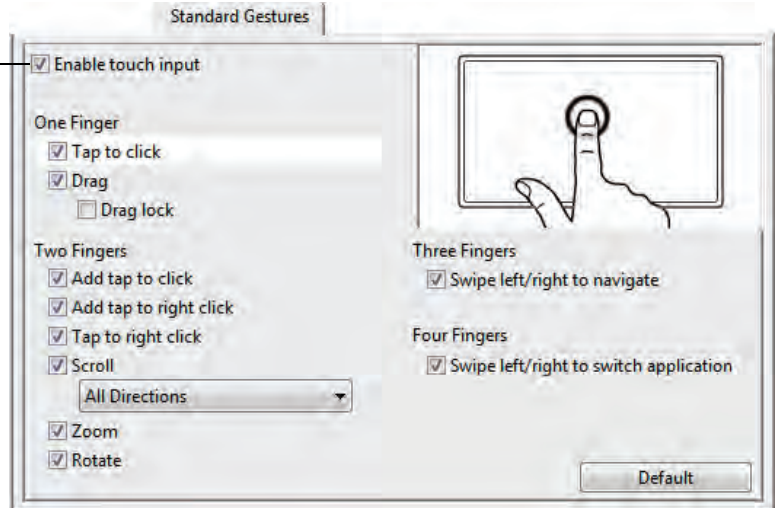 Standard Gestures
Enable touch input
One Finger
Tap to click
Drag
Drag lock
Two Fingers
Add tap to click
Add tap to right click
Tap to right click
Scroll
All Directions
Zoom
Rotate
Three Fingers
Swipe left/right to navigate
Four Fingers
Swipe left/right to switch application
Default